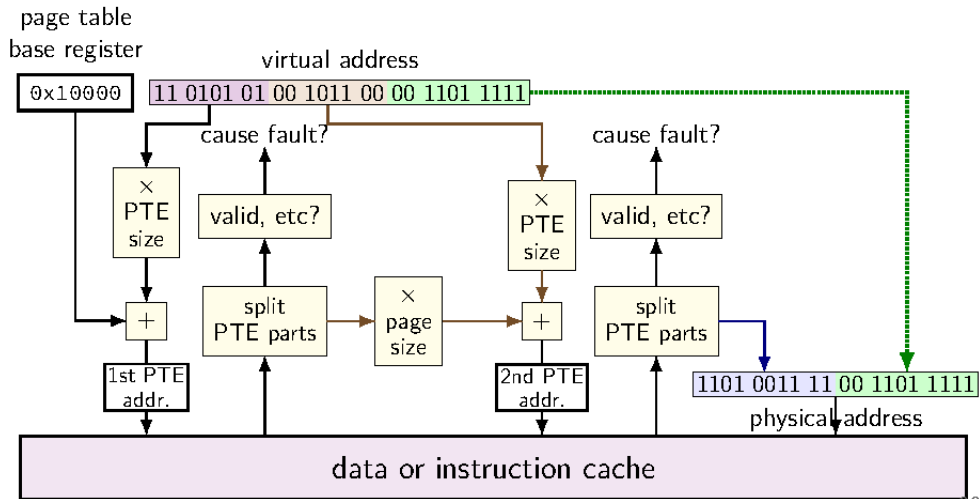 page table
base register
virtual address
0x10000
11 0101 01 00 1011 00 00 1101 1111
cause fault?
cause fault?
×
PTE
size
valid, etc?
×
PTE
size
valid, etc?
+
split
PTE parts
×
page
size
+
split
PTE parts
1st PTE
addr.
2nd PTE
addr.
1101 0011 11 00 1101 1111
physical address
data or instruction cache